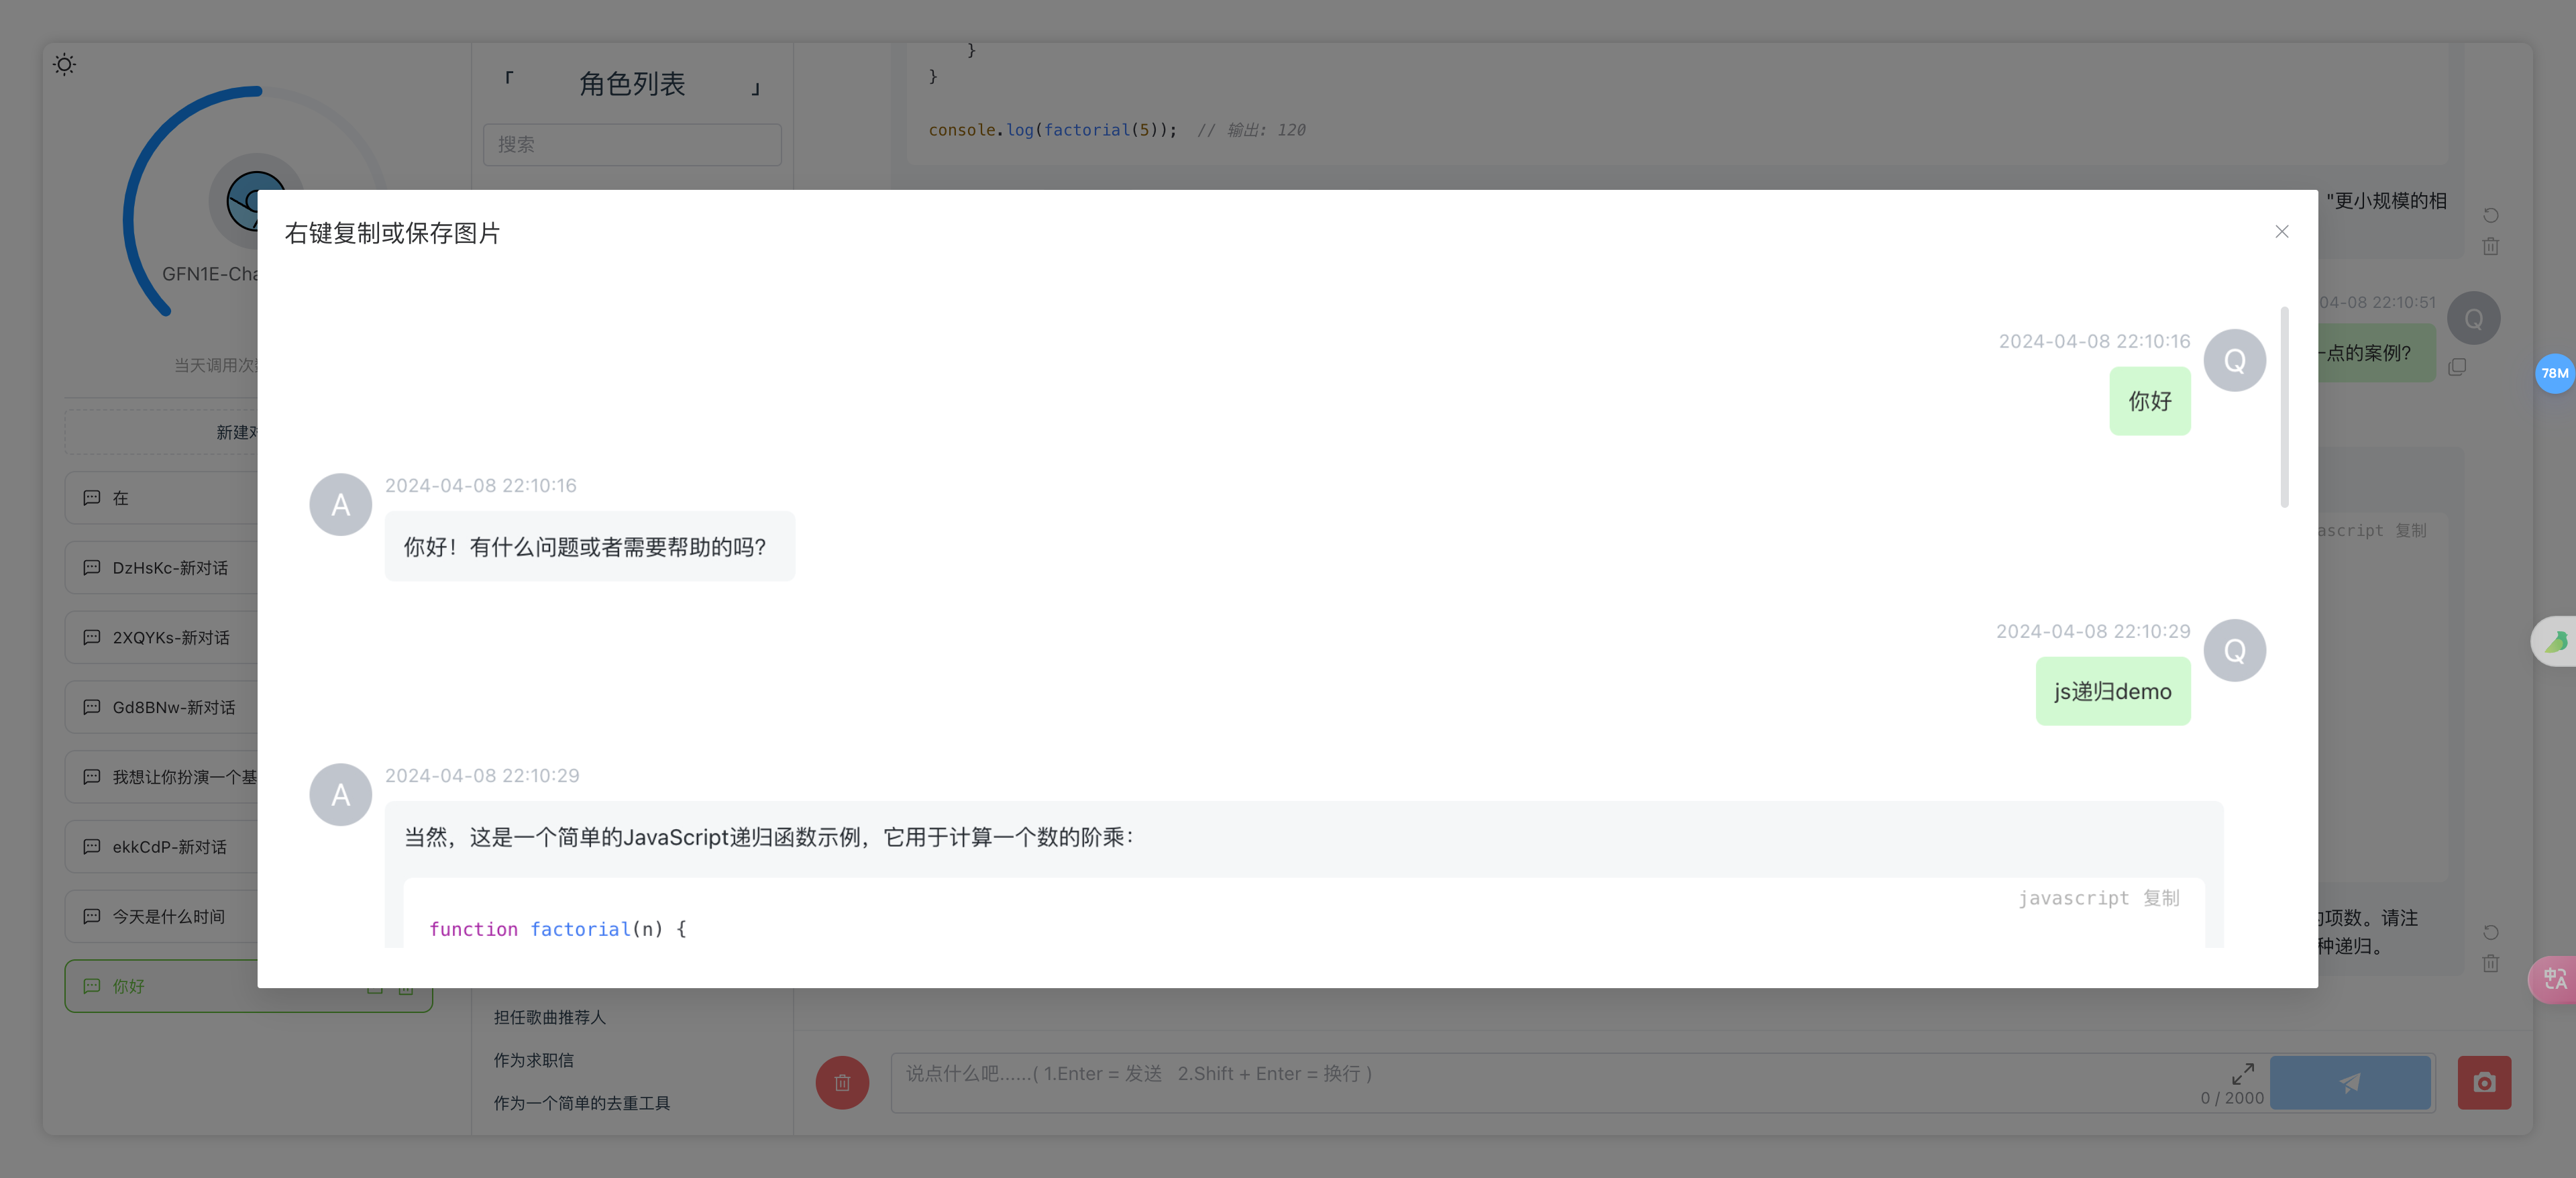 「 角色列表 」
搜索
GFN1E-Cha
当天调用次
新建
在
DzHsKc-新对话
2XQYKs-新对话
Gd8BNw-新对话
我想让你扮演一个基
ekkCdP-新对话
今天是什么时间
你好
担任歌曲推荐人
作为求职信
作为一个简单的去重工具
}
}
console.log(factorial(5)); // 输出: 120
"更小规模的相
04-08 22:10:51
Q
点的案例?
ascript 复制
项数。请注
种递归。
右键复制或保存图片
2024-04-08 22:10:16
Q
你好
A
2024-04-08 22:10:16
你好！有什么问题或者需要帮助的吗?
2024-04-08 22:10:29
Q
js递归demo
A
2024-04-08 22:10:29
当然，这是一个简单的JavaScript递归函数示例，它用于计算一个数的阶乘：
javascript 复制
function factorial(n) {
说点什么吧......( 1.Enter = 发送 2.Shift + Enter = 换行 )
0 / 2000
78M
中A